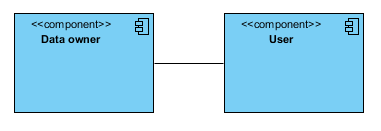 <<component>>
Data owner
<<component>>
User